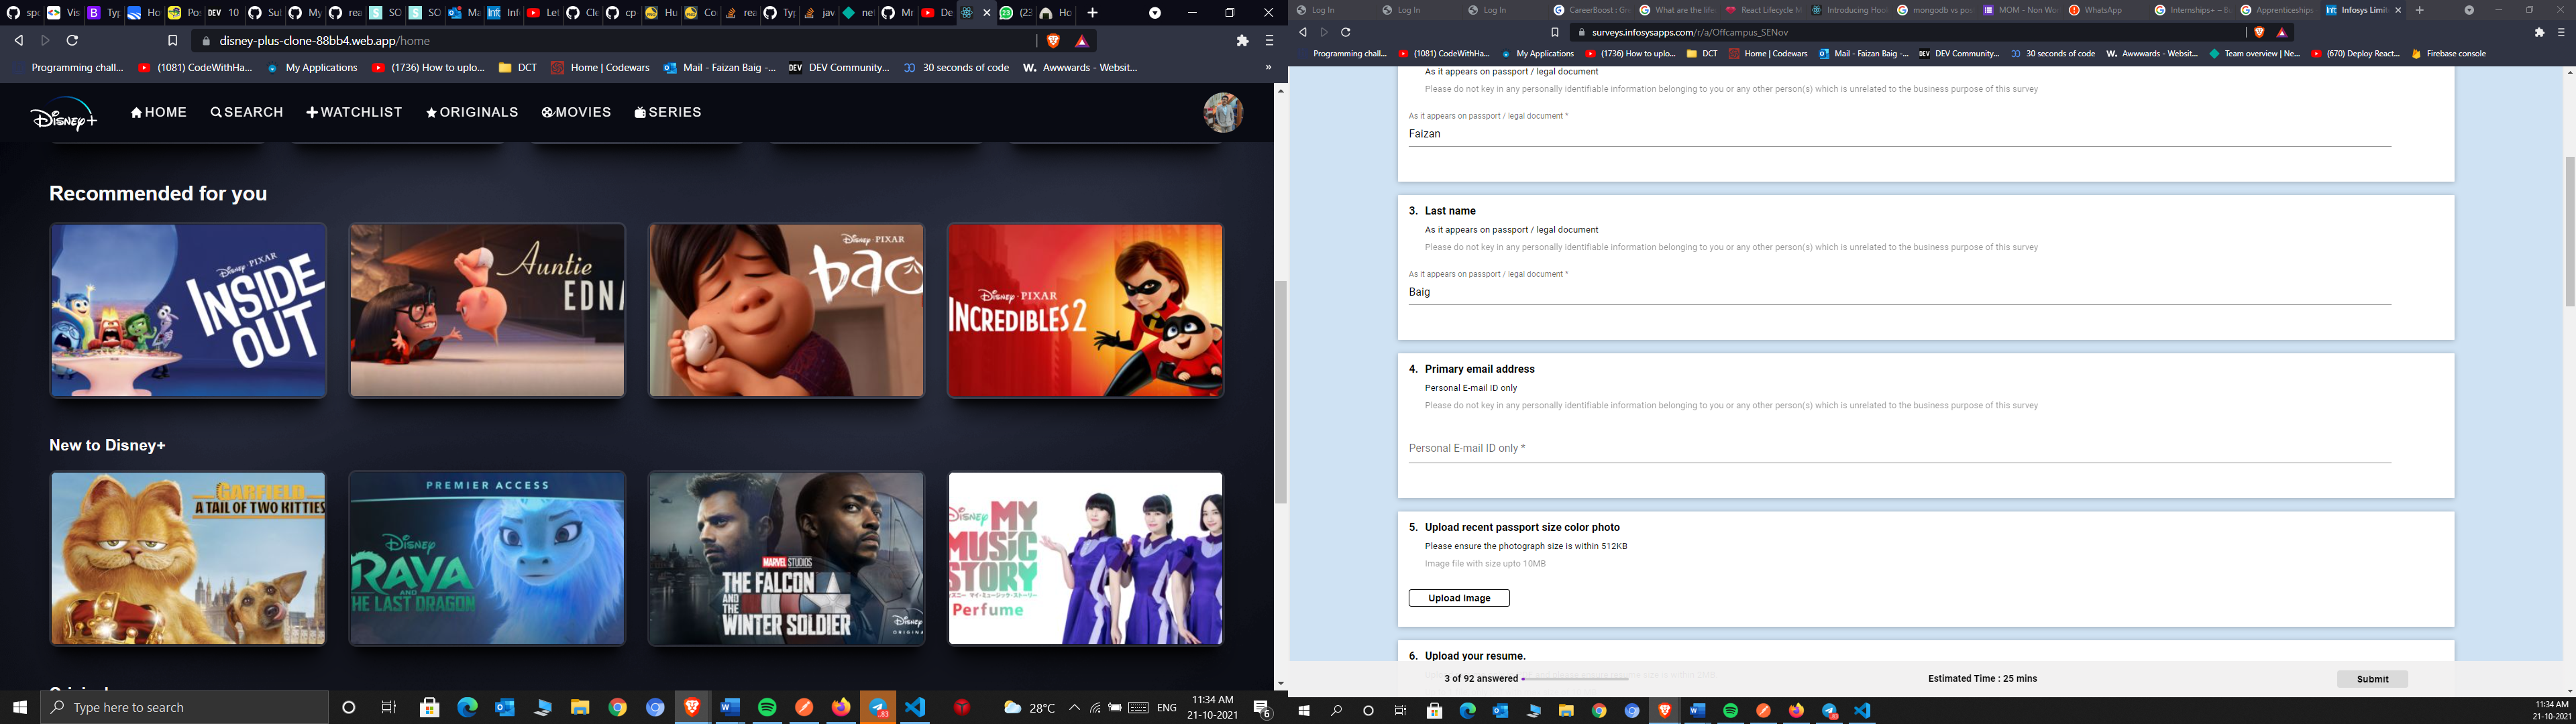 disney-plus-clone-88bb4.web.app/home
Programming chall...
(1081) CodeWithHa...
My Applications
(1736) How to uplo...
DCT
Home | Codewars
Mail - Faizan Baig -...
DEV Community...
30 seconds of code
Awwwards - Websit...
»
Disney+
HOME
SEARCH
WATCHLIST
ORIGINALS
MOVIES
SERIES
Recommended for you
Disney · PIXAR
INSIDE OUT
Auntie
EDNA
Disney · PIXAR
bao
Disney · PIXAR
INCREDIBLES 2
New to Disney+
GARFIELD
A TAIL OF TWO KITTIES
PREMIER ACCESS
Disney
RAYA
AND THE LAST DRAGON
MARVEL STUDIOS
THE FALCON
AND THE
WINTER SOLDIER
Disney
MY
MUSIC
STORY
Perfume
Type here to search
28°C
ENG
11:34 AM
21-10-2021
6
Log In
Log In
Log In
CareerBoost : Gr
What are the life
React Lifecycle M
Introducing Hoo
mongodb vs pos
MOM - Non Wor
WhatsApp
Internships+ – B
Apprenticeships
Infosys Limit
surveys.infosysapps.com/r/a/Offcampus_SENov
Programming chall...
(1081) CodeWithHa...
My Applications
(1736) How to uplo...
DCT
Home | Codewars
Mail - Faizan Baig -...
DEV Community...
30 seconds of code
Awwwards - Websit...
Team overview | Ne...
(670) Deploy React...
Firebase console
As it appears on passport / legal document
Please do not key in any personally identifiable information belonging to you or any other person(s) which is unrelated to the business purpose of this survey
As it appears on passport / legal document *
Faizan
3. Last name
As it appears on passport / legal document
Please do not key in any personally identifiable information belonging to you or any other person(s) which is unrelated to the business purpose of this survey
As it appears on passport / legal document *
Baig
4. Primary email address
Personal E-mail ID only
Please do not key in any personally identifiable information belonging to you or any other person(s) which is unrelated to the business purpose of this survey
Personal E-mail ID only *
5. Upload recent passport size color photo
Please ensure the photograph size is within 512KB
Image file with size upto 10MB
Upload Image
6. Upload your resume.
3 of 92 answered
Estimated Time : 25 mins
Submit
11:34 AM
21-10-2021